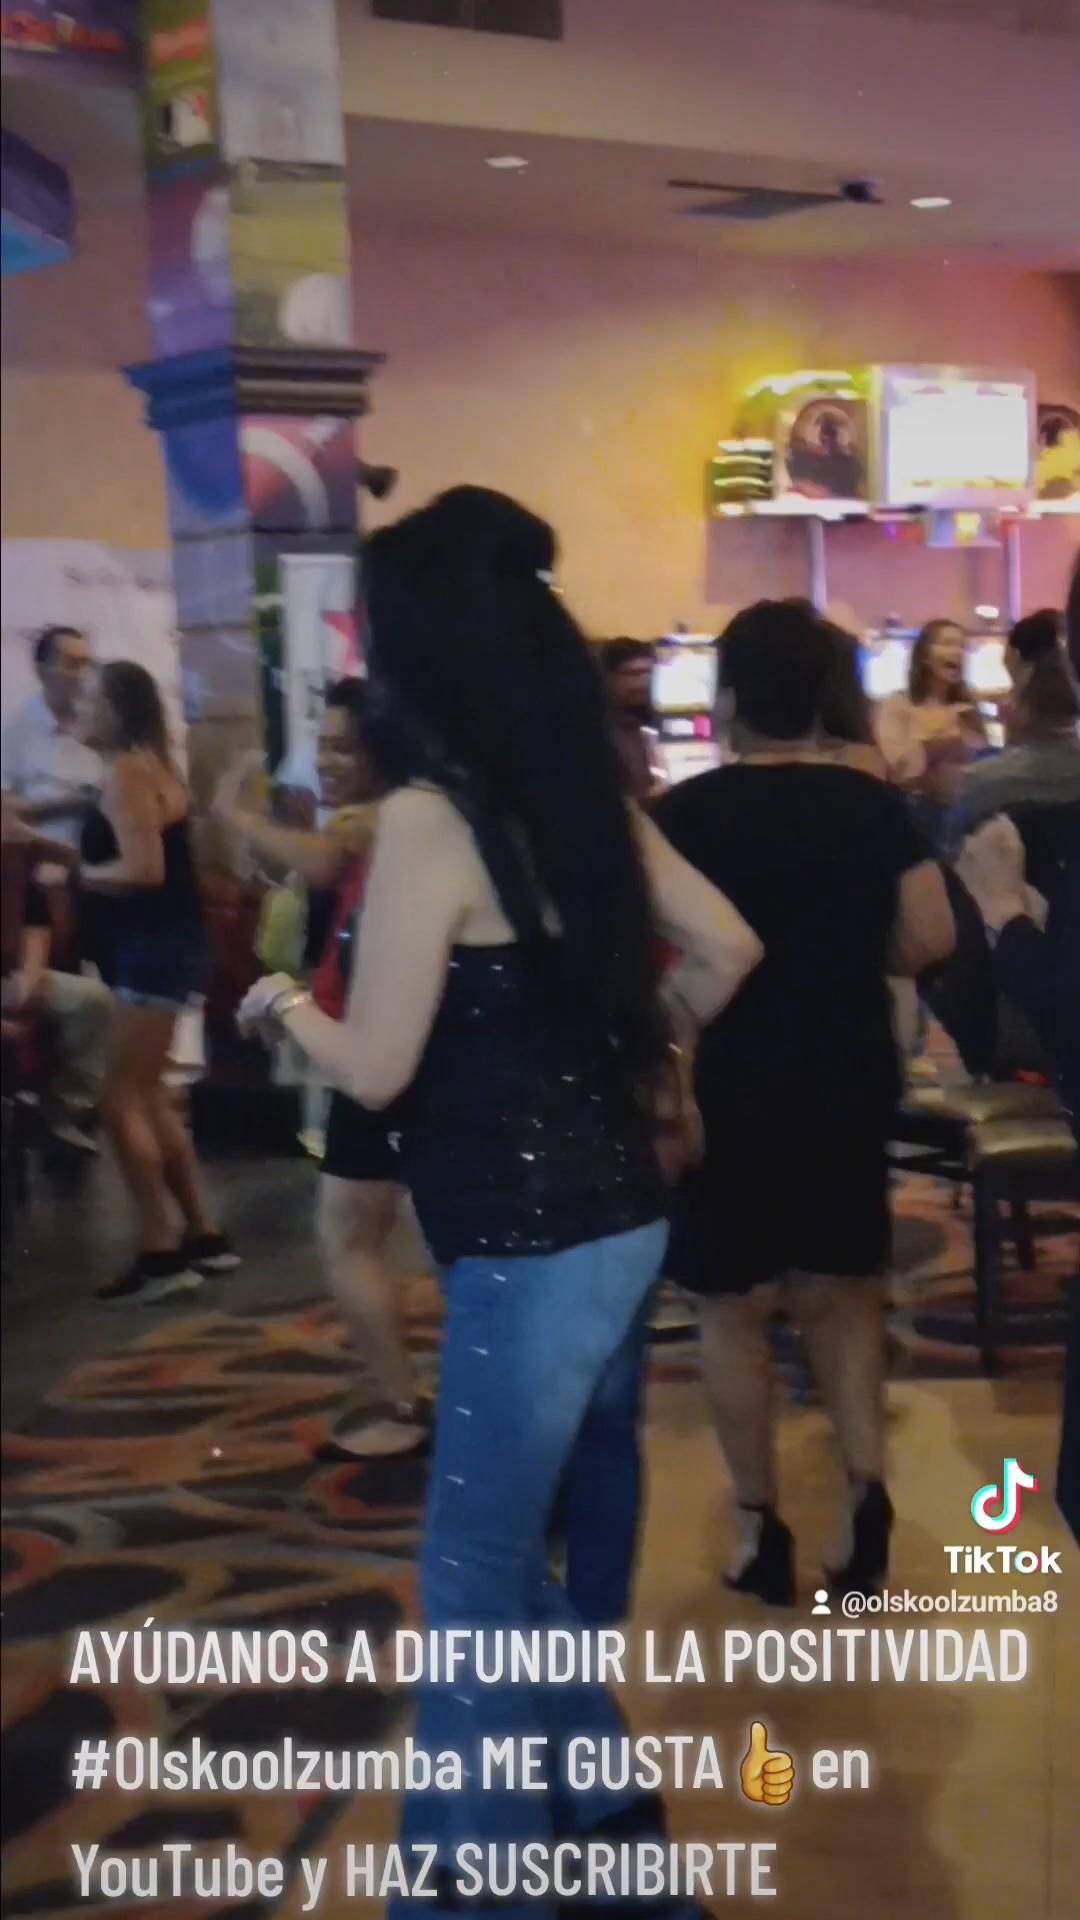 TikTok
@olskoolzumba8
AYÚDANOS A DIFUNDIR LA POSITIVIDAD
#Olskoolzumba ME GUSTA👍en
YouTube y HAZ SUSCRIBIRTE